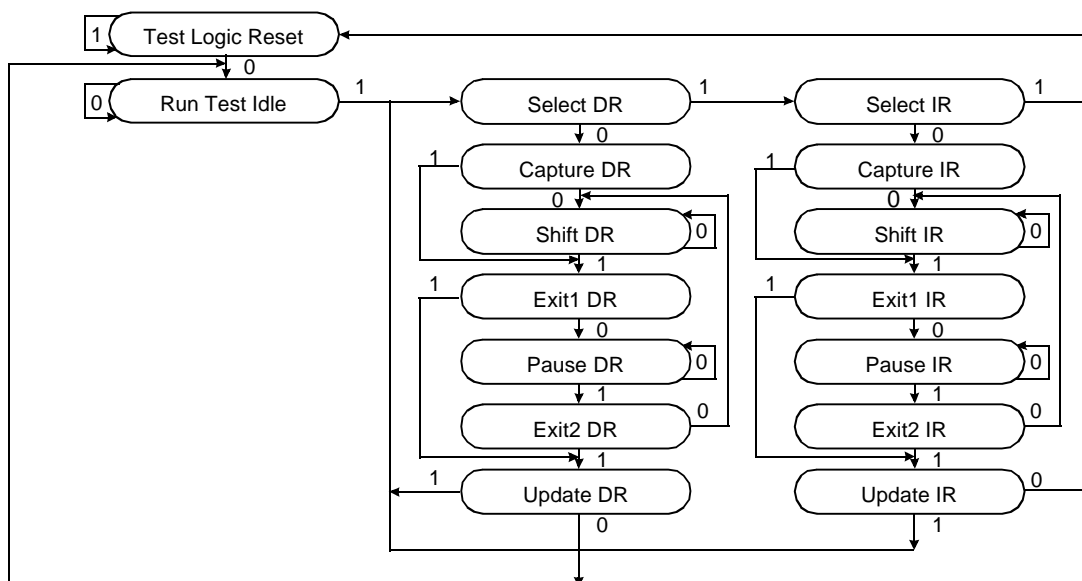 1 Test Logic Reset
0
0 Run Test Idle 1 Select DR 1 Select IR 1
0 0
1 Capture DR 1 Capture IR
0 0
Shift DR 0 Shift IR 0
1 1
1 Exit1 DR 1 Exit1 IR
0 0
Pause DR 0 Pause IR 0
1 1
Exit2 DR 0 Exit2 IR 0
1 1
1 Update DR Update IR 0
0 1